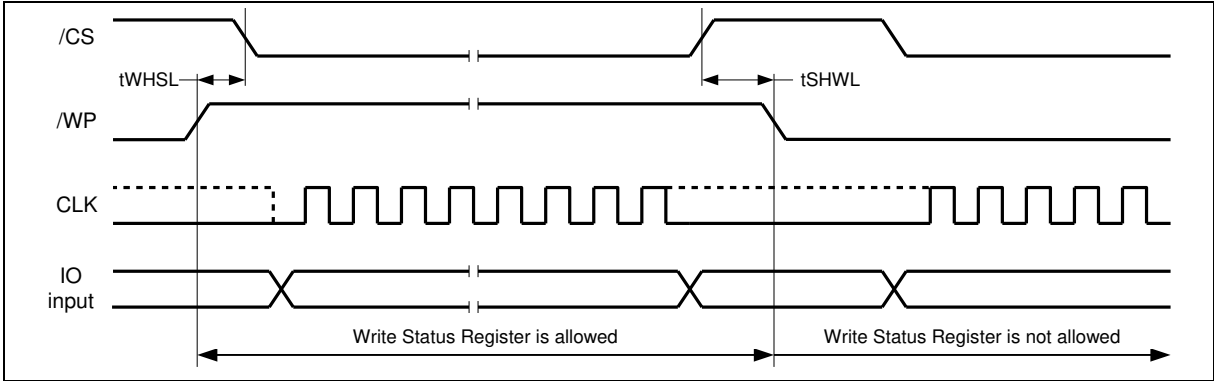 /CS
tWHSL
tSHWL
/WP
CLK
IO
input
Write Status Register is allowed
Write Status Register is not allowed